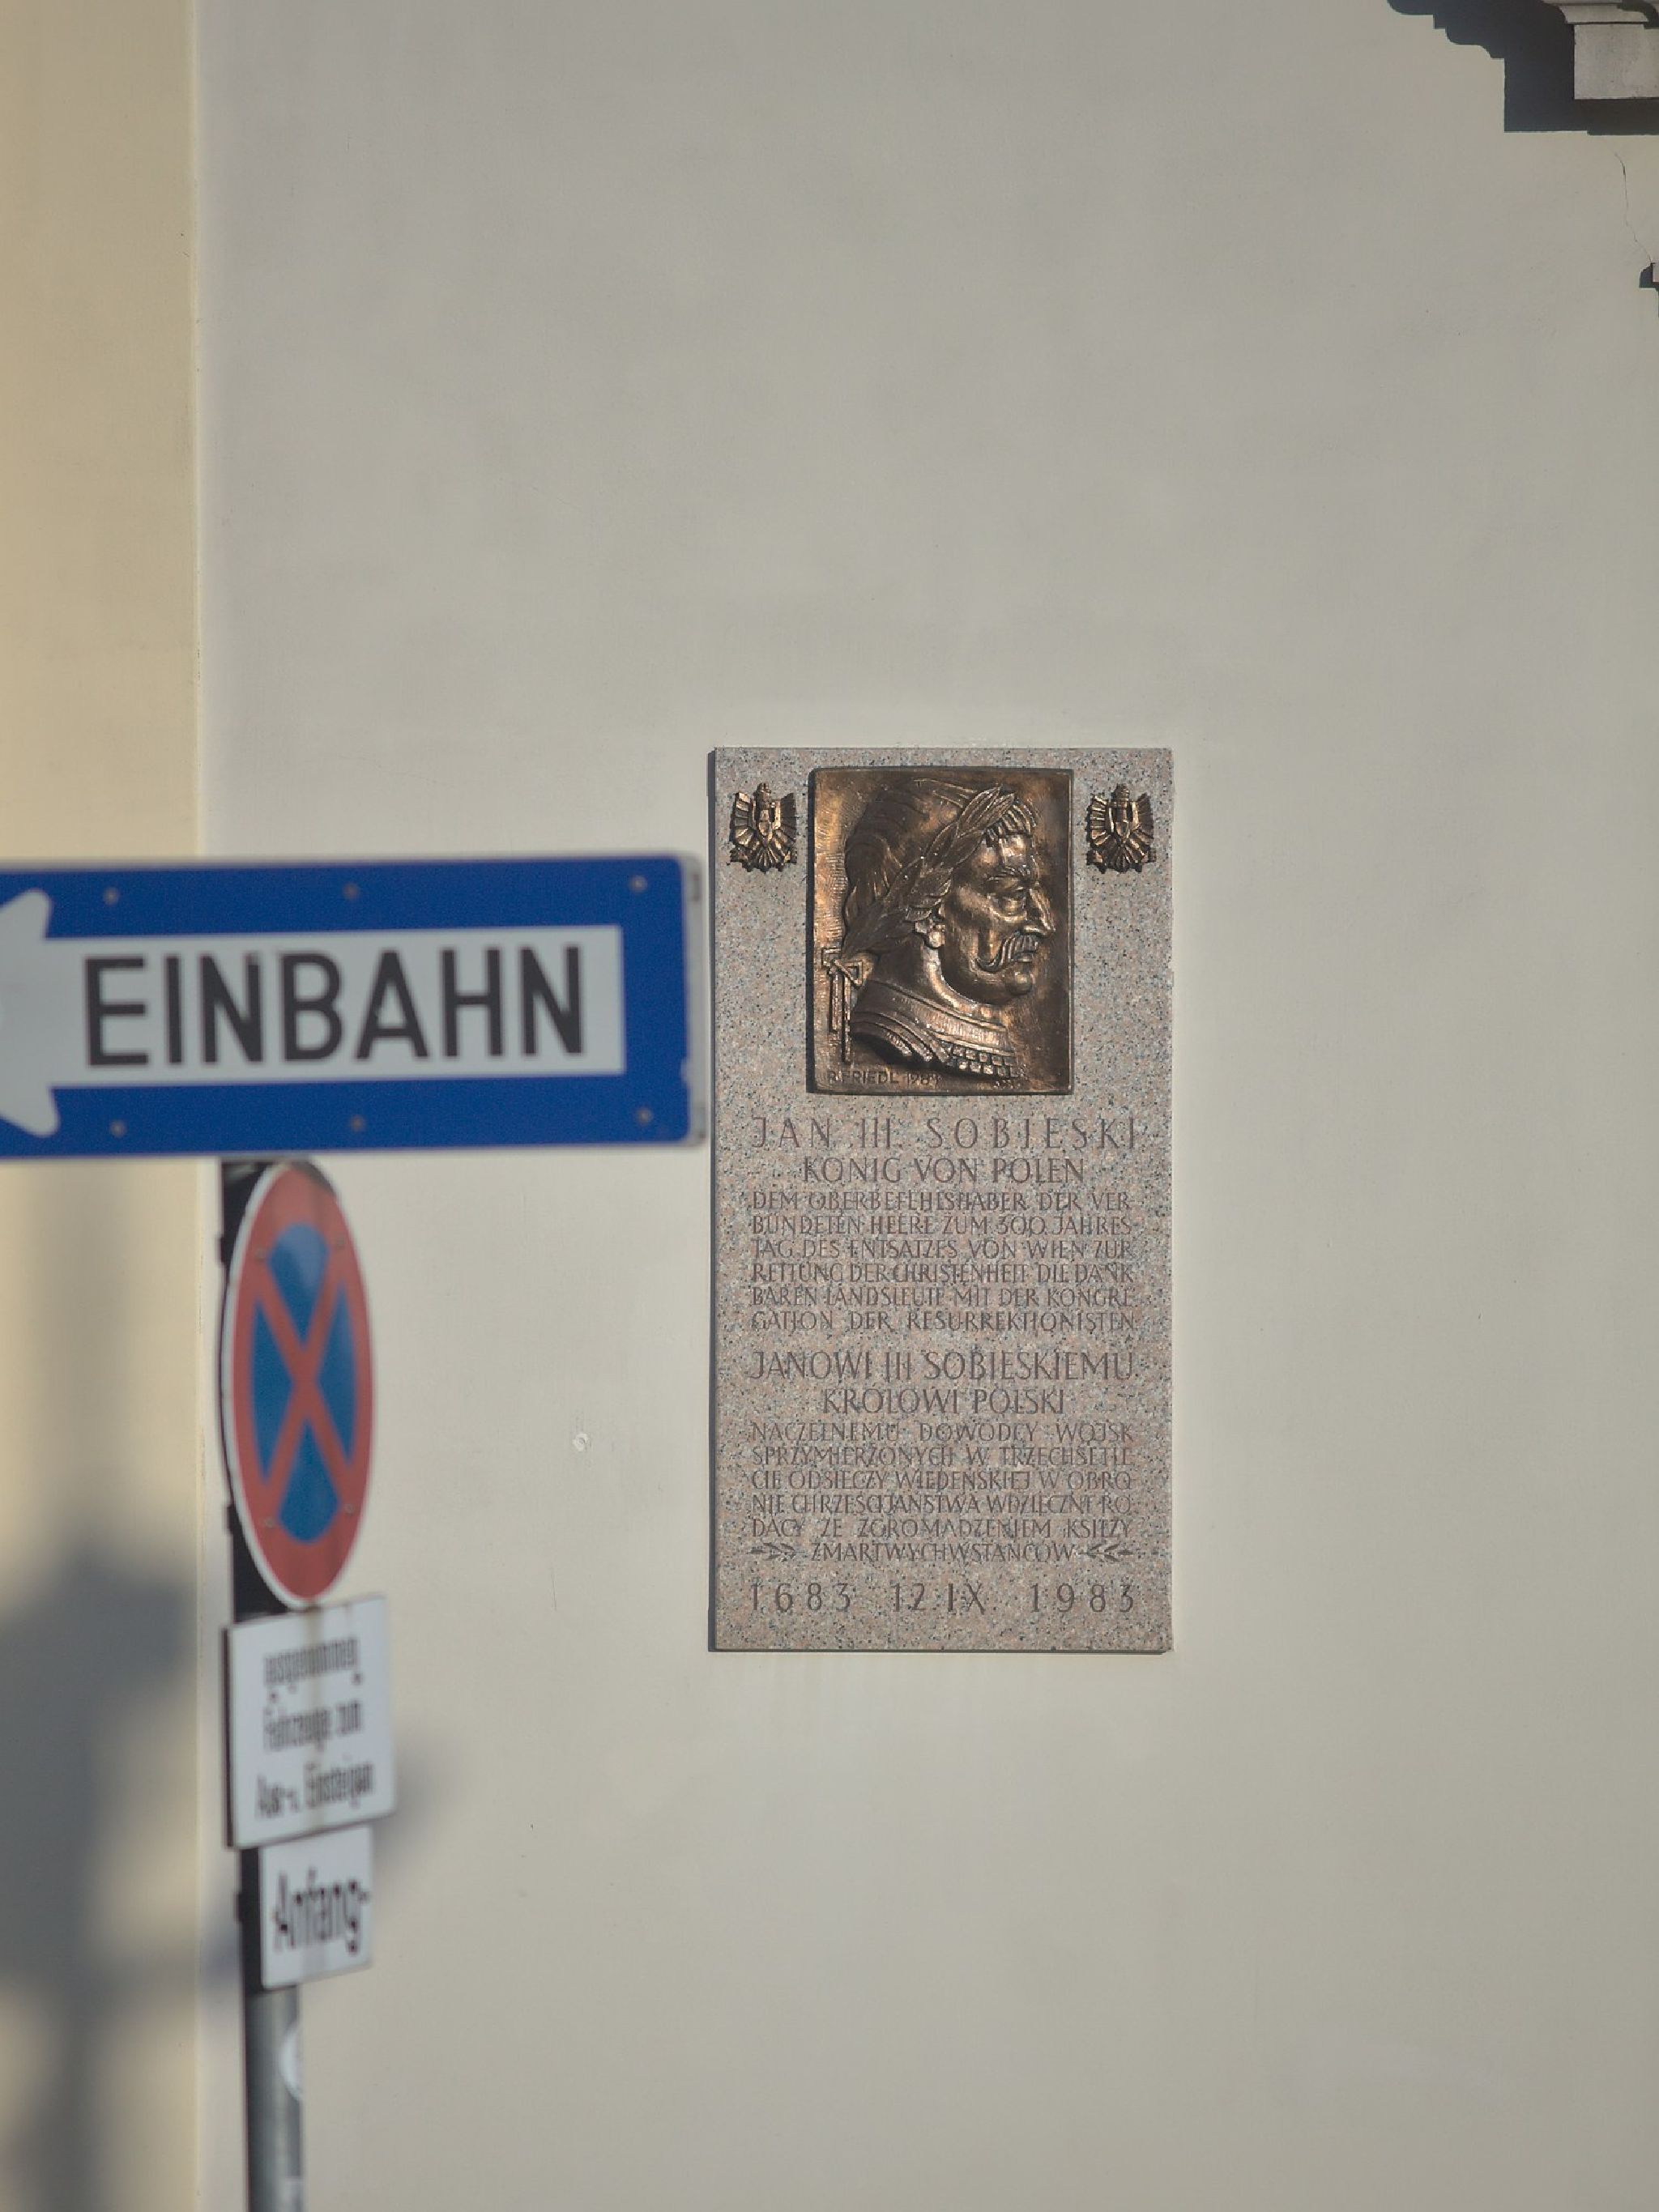 EINBAHN
ausgenommen
Fahrzeuge zum
Aus- u. Einsteigen
Anfang
R. FRIEDL 1983
JAN III. SOBIESKI
KÖNIG VON POLEN
DEM OBERBEFEHLSHABER DER VER
BÜNDETEN HEERE ZUM 300. JAHRES
TAG DES ENTSATZES VON WIEN ZUR
RETTUNG DER CHRISTENHEIT DIE DANK
BAREN LANDSLEUTE MIT DER KONGRE
GATION DER RESURREKTIONISTEN
JANOWI III SOBIESKIEMU
KRÓLOWI POLSKI
NACZELNEMU DOWÓDCY WOJSK
SPRZYMIERZONYCH W TRZECHSETLE
CIE ODSIECZY WIEDEŃSKIEJ W OBRO
NIE CHRZEŚCIJAŃSTWA WDZIĘCZNI RO
DACY ZE ZGROMADZENIEM KSIĘŻY
ZMARTWYCHWSTAŃCÓW
1683 12.IX. 1983